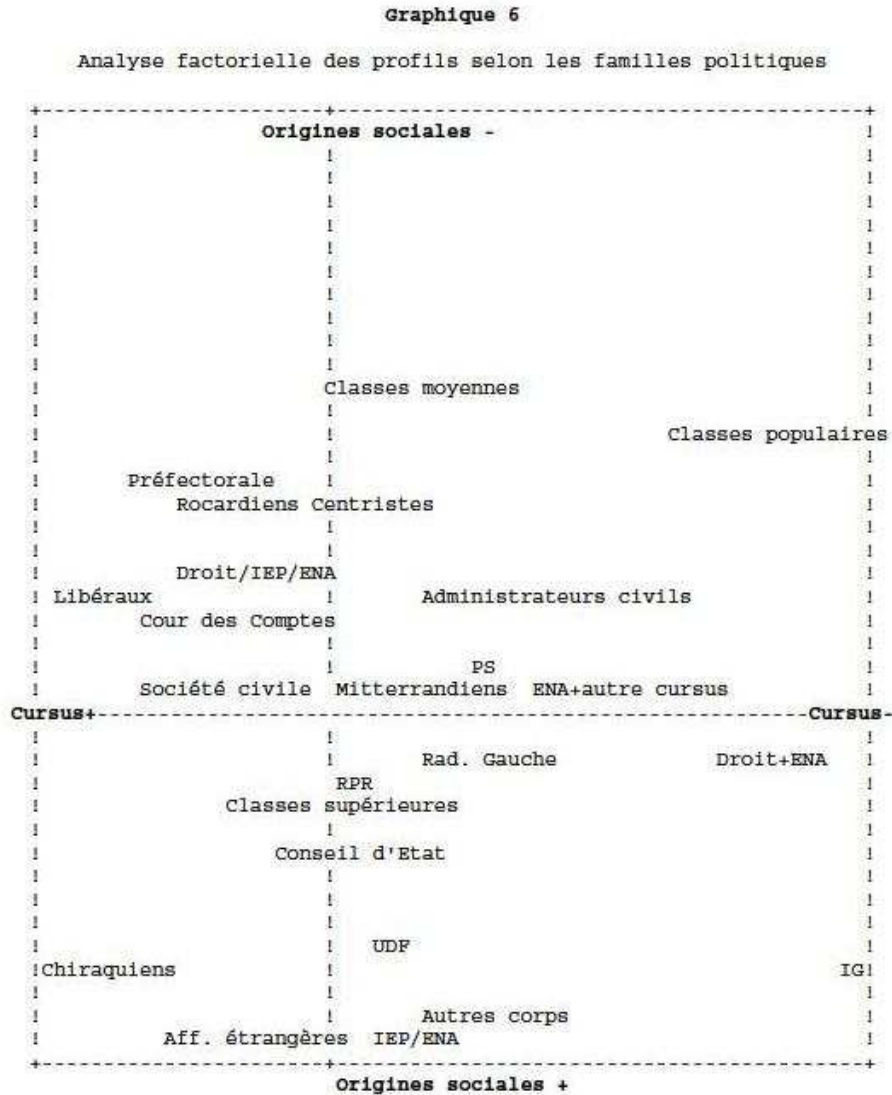 Graphique 6
Analyse factorielle des profils selon les familles politiques
Origines sociales -
Classes moyennes
Classes populaires
Préfectorale
Rocardiens Centristes
Droit/IEP/ENA
Libéraux Administrateurs civils
Cour des Comptes
PS
Société civile Mitterrandiens ENA+autre cursus
Cursus+ Cursus-
Rad. Gauche Droit+ENA
RPR
Classes supérieures
Conseil d'Etat
UDF
Chiraquiens IG
Autres corps
Aff. étrangères IEP/ENA
Origines sociales +